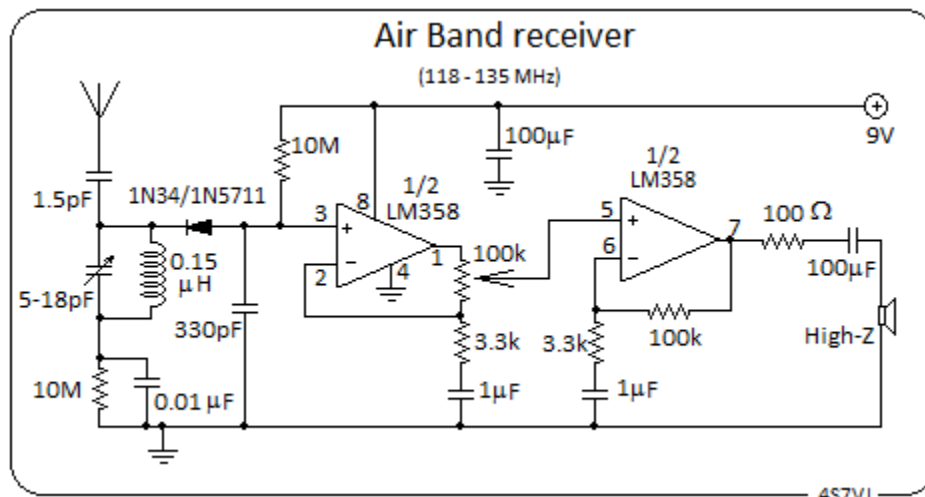 Air Band receiver
(118 - 135 MHz)
9V
10M
100µF
1/2
LM358
1/2
LM358
1.5pF
1N34/1N5711
8
3
+
2
−
1
4
100k
5
+
6
−
7
100 Ω
100µF
5-18pF
0.15
µH
330pF
3.3k
3.3k
100k
High-Z
10M
0.01 µF
1µF
1µF
4S7VJ